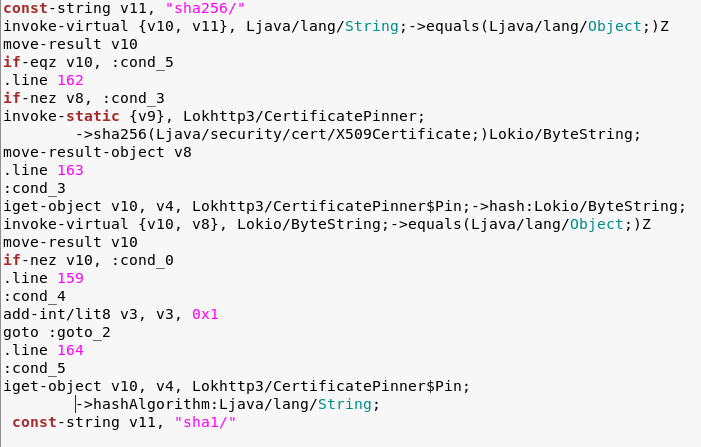 const-string v11, "sha256/"
invoke-virtual {v10, v11}, Ljava/lang/String;->equals(Ljava/lang/Object;)Z
move-result v10
if-eqz v10, :cond_5
.line 162
if-nez v8, :cond_3
invoke-static {v9}, Lokhttp3/CertificatePinner;
->sha256(Ljava/security/cert/X509Certificate;)Lokio/ByteString;
move-result-object v8
.line 163
:cond_3
iget-object v10, v4, Lokhttp3/CertificatePinner$Pin;->hash:Lokio/ByteString;
invoke-virtual {v10, v8}, Lokio/ByteString;->equals(Ljava/lang/Object;)Z
move-result v10
if-nez v10, :cond_0
.line 159
:cond_4
add-int/lit8 v3, v3, 0x1
goto :goto_2
.line 164
:cond_5
iget-object v10, v4, Lokhttp3/CertificatePinner$Pin;
->hashAlgorithm:Ljava/lang/String;
const-string v11, "sha1/"